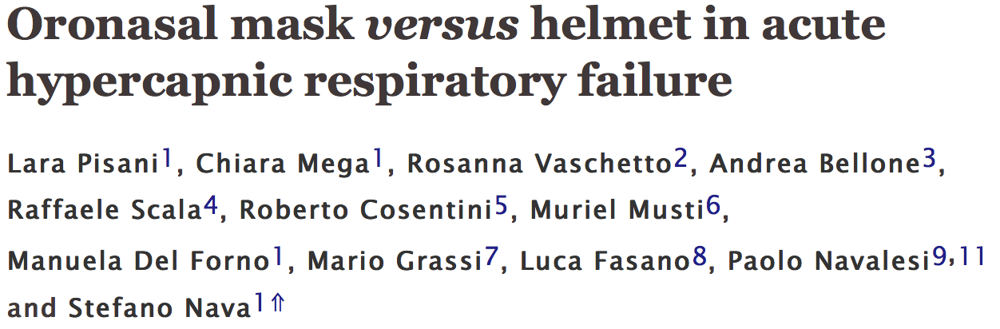 Oronasal mask versus helmet in acute
hypercapnic respiratory failure
Lara Pisani1, Chiara Mega1, Rosanna Vaschetto2, Andrea Bellone3,
Raffaele Scala4, Roberto Cosentini5, Muriel Musti6,
Manuela Del Forno1, Mario Grassi7, Luca Fasano8, Paolo Navalesi9,11
and Stefano Nava1⇑